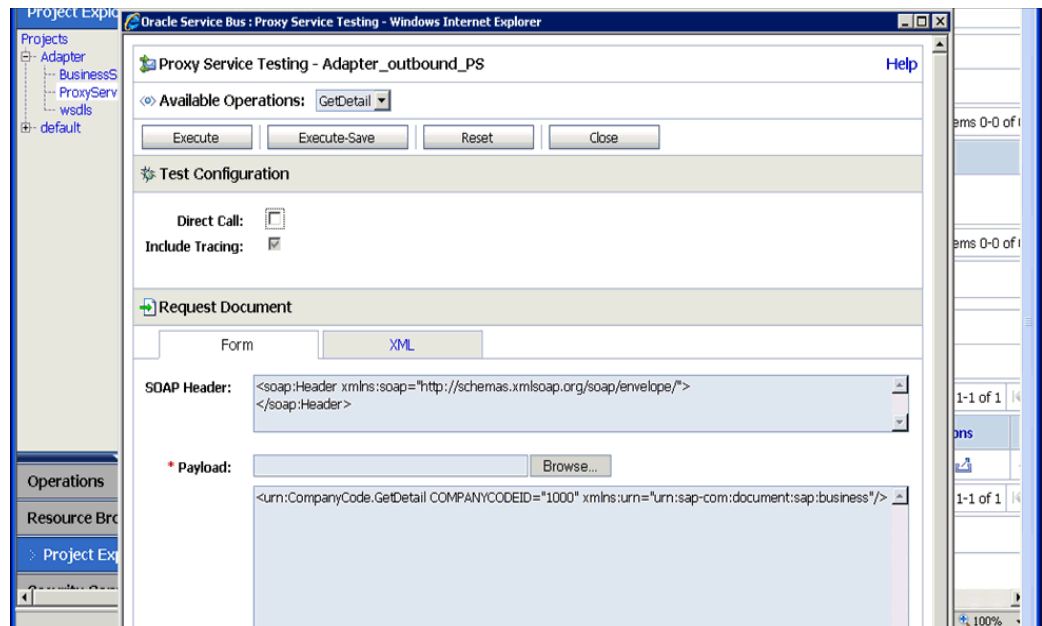 Project Explo
Oracle Service Bus : Proxy Service Testing - Windows Internet Explorer
Projects
Adapter
BusinessS
ProxyServ
wsdls
default
Proxy Service Testing - Adapter_outbound_PS
Help
Available Operations: GetDetail
Execute Execute-Save Reset Close
Test Configuration
Direct Call:
Include Tracing:
Request Document
Form XML
SOAP Header:
<soap:Header xmlns:soap="http://schemas.xmlsoap.org/soap/envelope/">
</soap:Header>
* Payload:
Browse...
<urn:CompanyCode.GetDetail COMPANYCODEID="1000" xmlns:urn="urn:sap-com:document:sap:business"/>
Operations
Resource Bro
> Project Exp
ems 0-0 of
ems 0-0 of
1-1 of 1
ons
1-1 of 1
100%